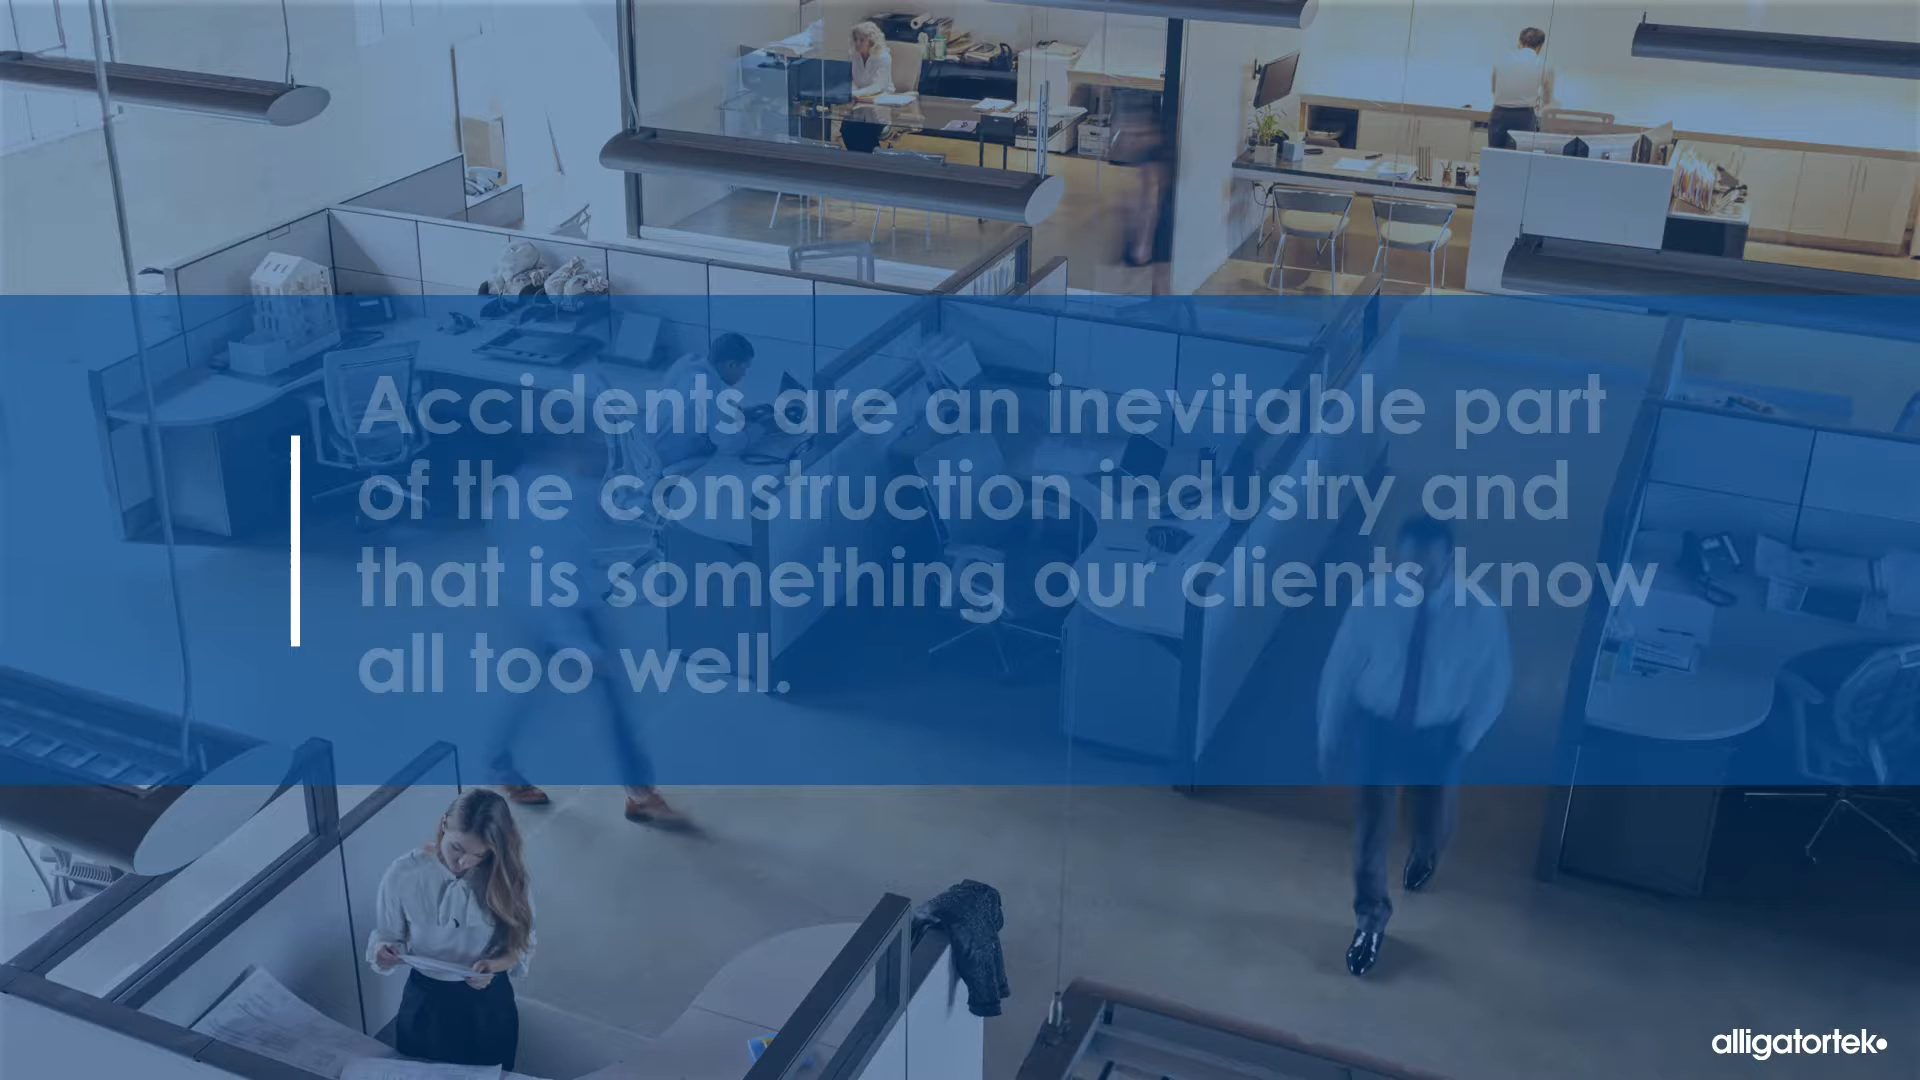 Accidents are an inevitable part
of the construction industry and
that is something our clients know
all too well.
alligatortek